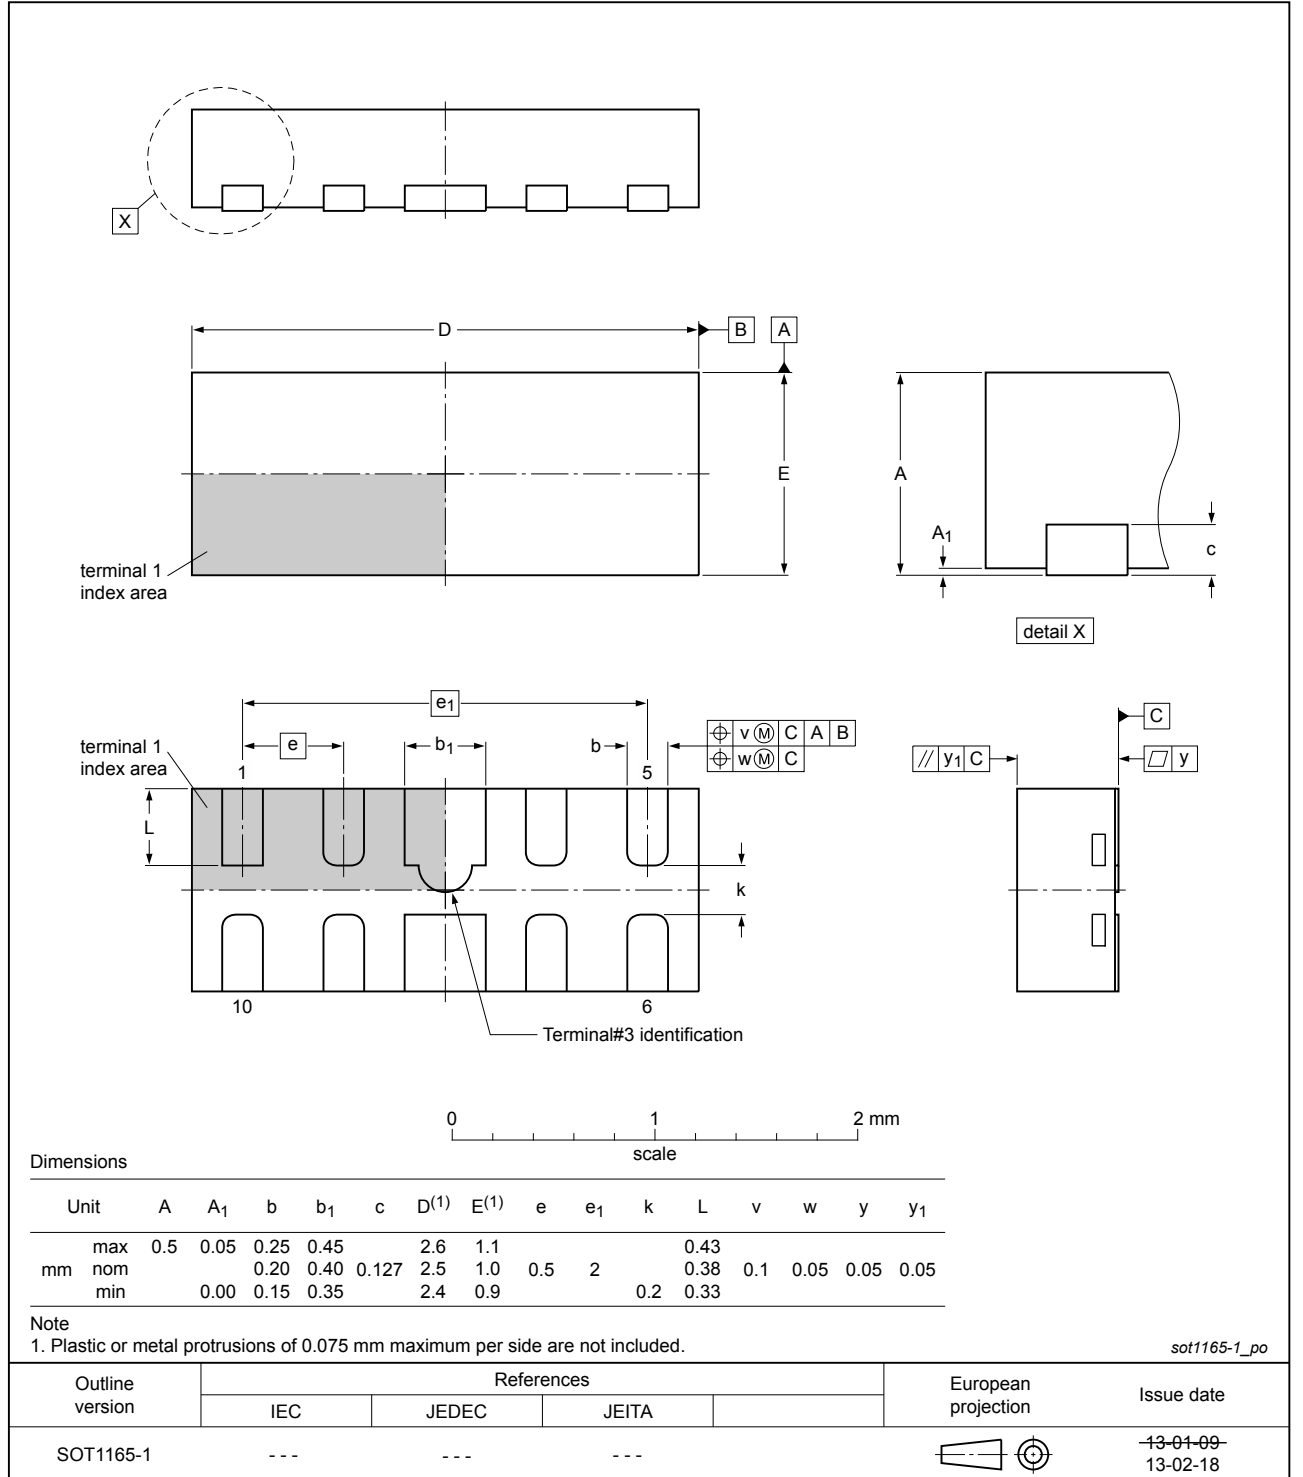 X
D
B
A
E
A
A1
c
terminal 1
index area
detail X
e1
e
b1
b
⌖ v Ⓜ C A B
⌖ w Ⓜ C
terminal 1
index area
1
5
L
k
10
6
Terminal#3 identification
// y1 C
C
▱ y
0 1 2 mm
scale
Dimensions
Unit A A1 b b1 c D(1) E(1) e e1 k L v w y y1
max 0.5 0.05 0.25 0.45 2.6 1.1 0.43
mm nom 0.20 0.40 0.127 2.5 1.0 0.5 2 0.38 0.1 0.05 0.05 0.05
min 0.00 0.15 0.35 2.4 0.9 0.2 0.33
Note
1. Plastic or metal protrusions of 0.075 mm maximum per side are not included.
sot1165-1_po
Outline
version
References
IEC JEDEC JEITA
European
projection
Issue date
SOT1165-1 - - - - - - - - -
13-01-09
13-02-18